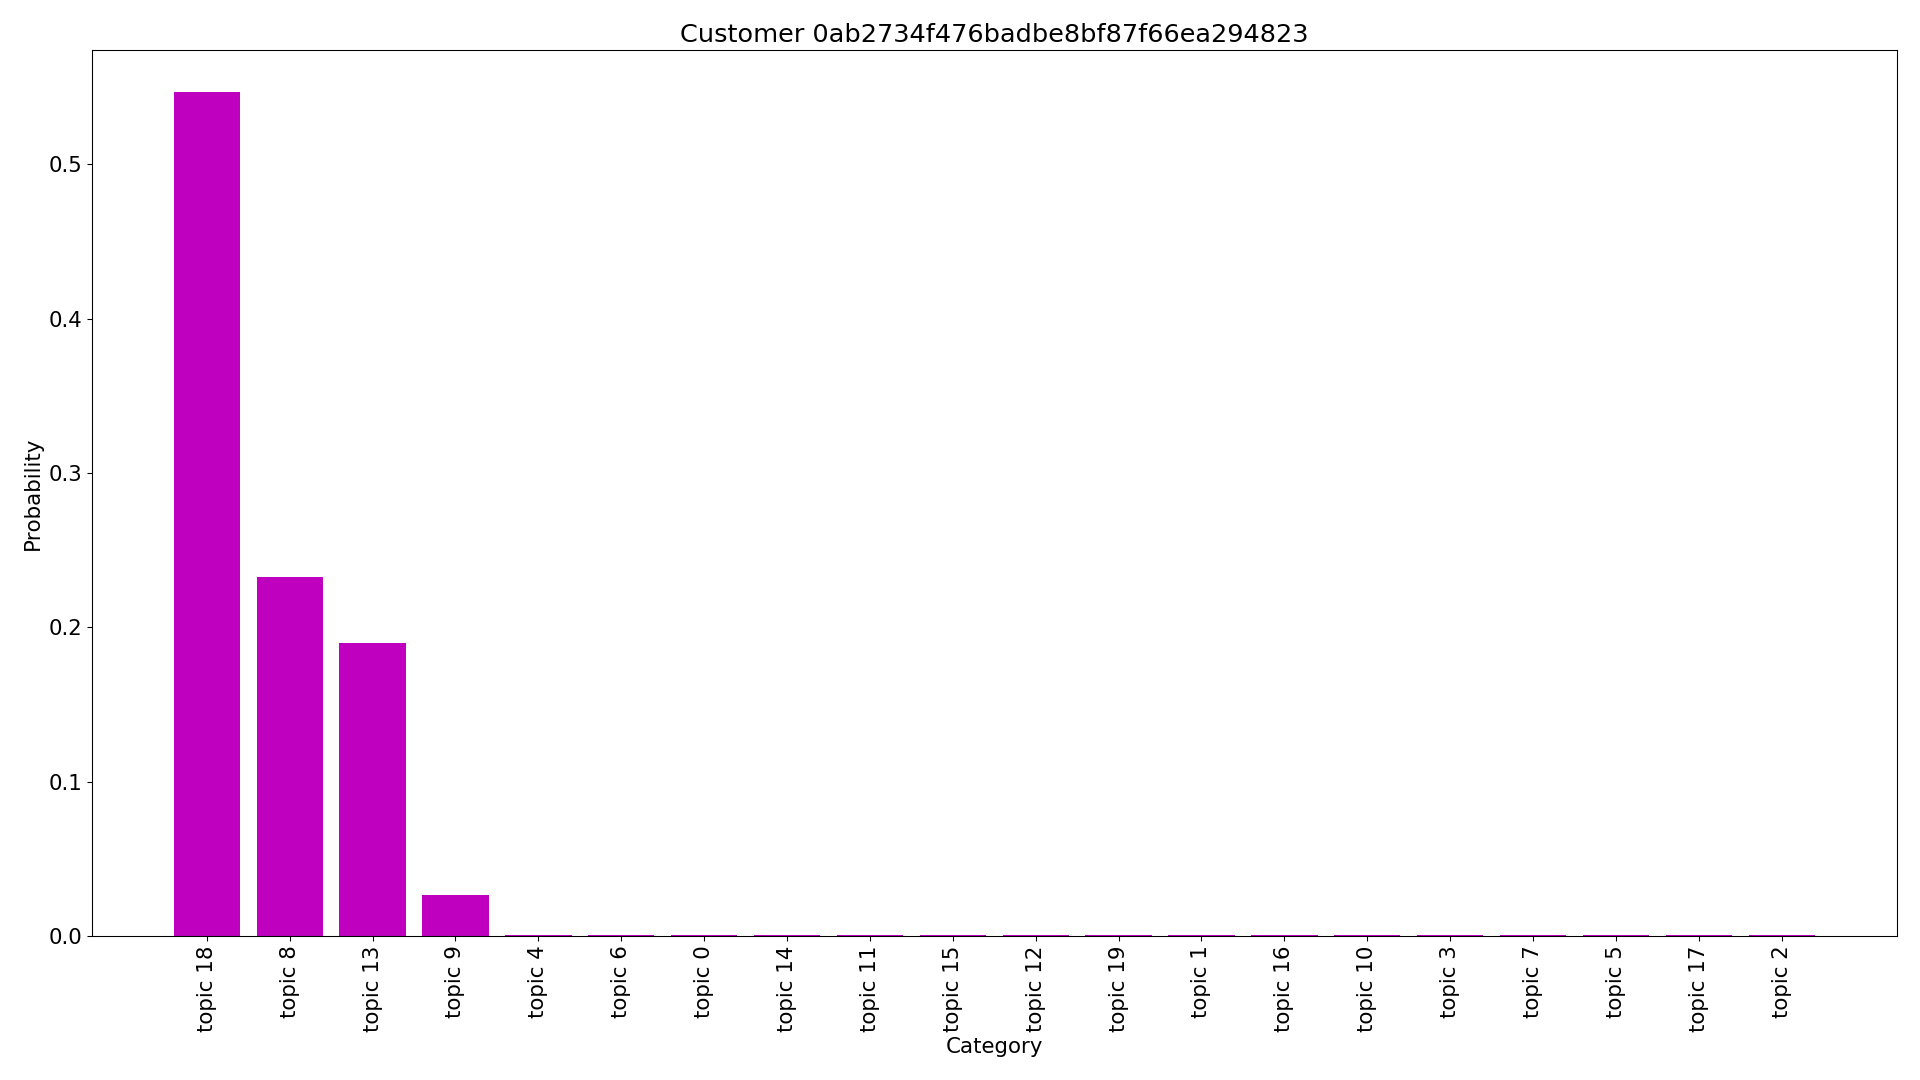 Customer 0ab2734f476badbe8bf87f66ea294823
Probability
0.5
0.4
0.3
0.2
0.1
0.0
topic 18
topic 8
topic 13
topic 9
topic 4
topic 6
topic 0
topic 14
topic 11
topic 15
topic 12
topic 19
topic 1
topic 16
topic 10
topic 3
topic 7
topic 5
topic 17
topic 2
Category